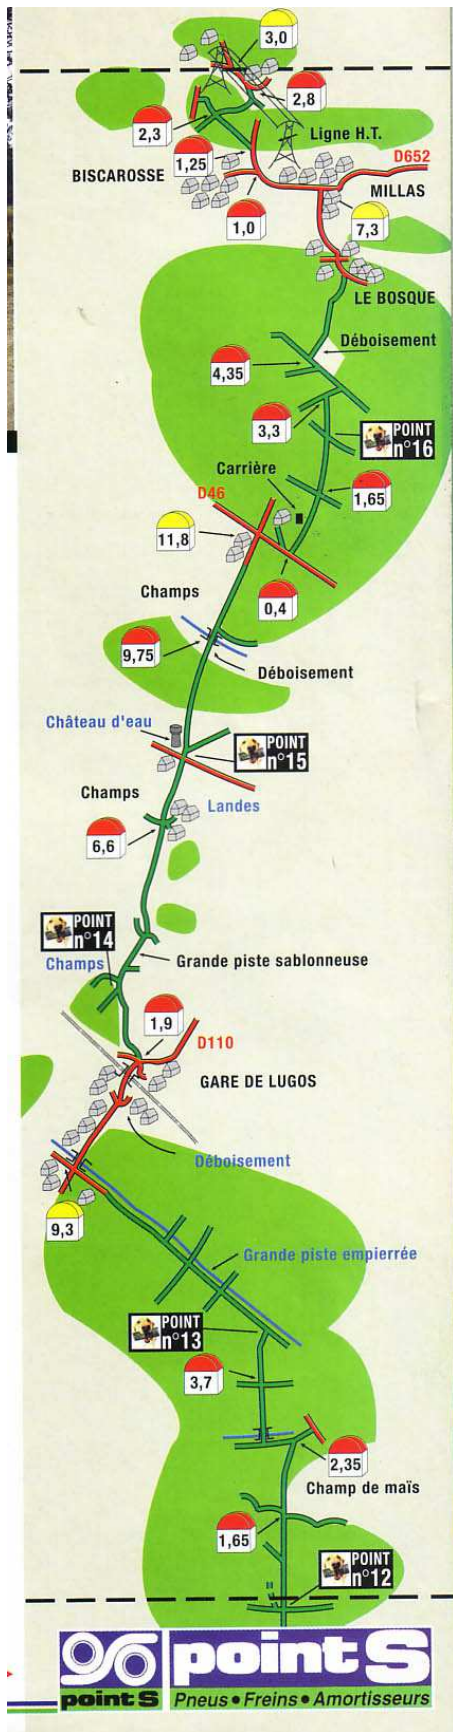 3,0
2,8
2,3
Ligne H.T.
1,25
D652
BISCAROSSE
MILLAS
1,0
7,3
LE BOSQUE
Déboisement
4,35
3,3
POINT
n°16
Carrière
D46
1,65
11,8
0,4
Champs
9,75
Déboisement
Château d'eau
POINT
n°15
Champs
Landes
6,6
POINT
n°14
Champs
Grande piste sablonneuse
1,9
D110
GARE DE LUGOS
Déboisement
9,3
Grande piste empierrée
POINT
n°13
3,7
2,35
Champ de maïs
1,65
POINT
n°12
point S
point S
Pneus • Freins • Amortisseurs